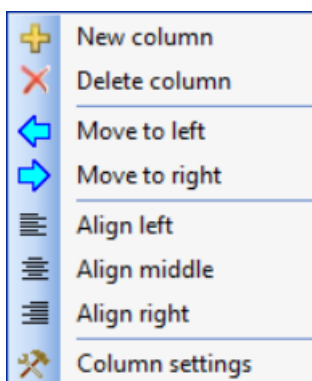 New column
Delete column
Move to left
Move to right
Align left
Align middle
Align right
Column settings